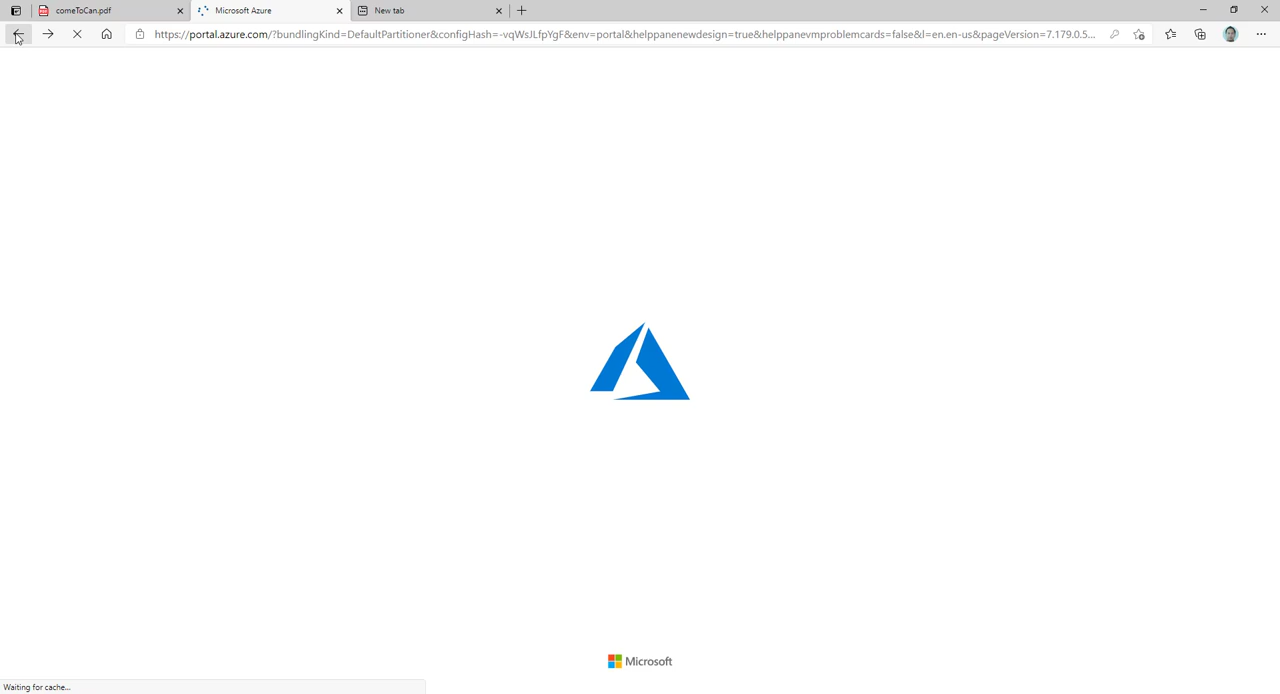 comeToCan.pdf
Microsoft Azure
New tab
https://portal.azure.com/?bundlingKind=DefaultPartitioner&configHash=-vqWsJLfpYgF&env=portal&helppanenewdesign=true&helppanevmproblemcards=false&l=en.en-us&pageVersion=7.179.0.5...
Microsoft
Waiting for cache...